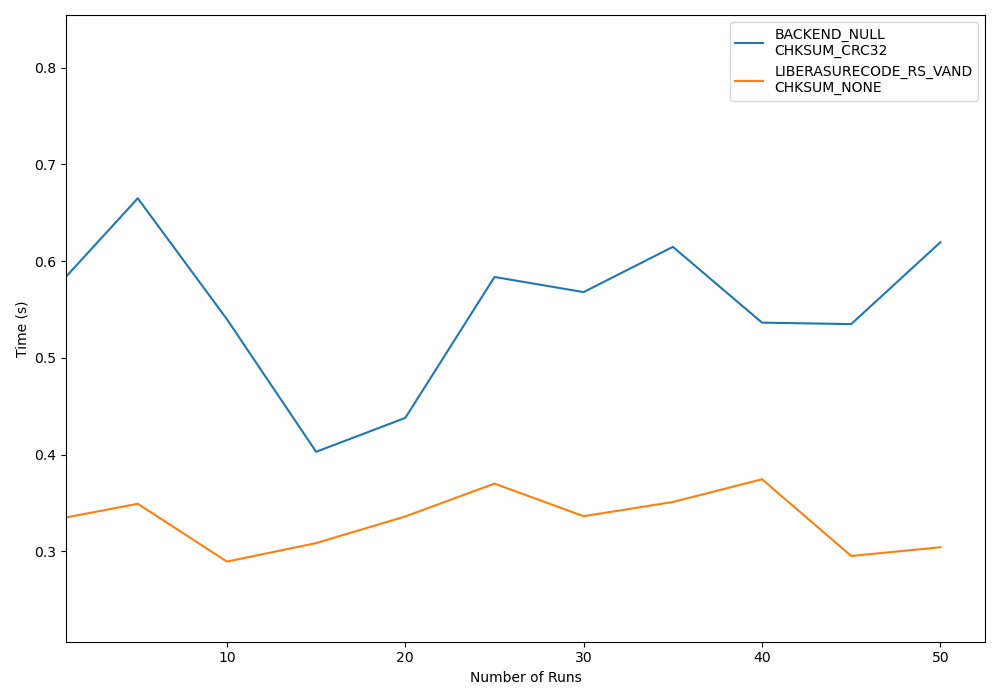 BACKEND_NULL
CHKSUM_CRC32
LIBERASURECODE_RS_VAND
CHKSUM_NONE
0.8
0.7
0.6
0.5
0.4
0.3
Time (s)
10 20 30 40 50
Number of Runs